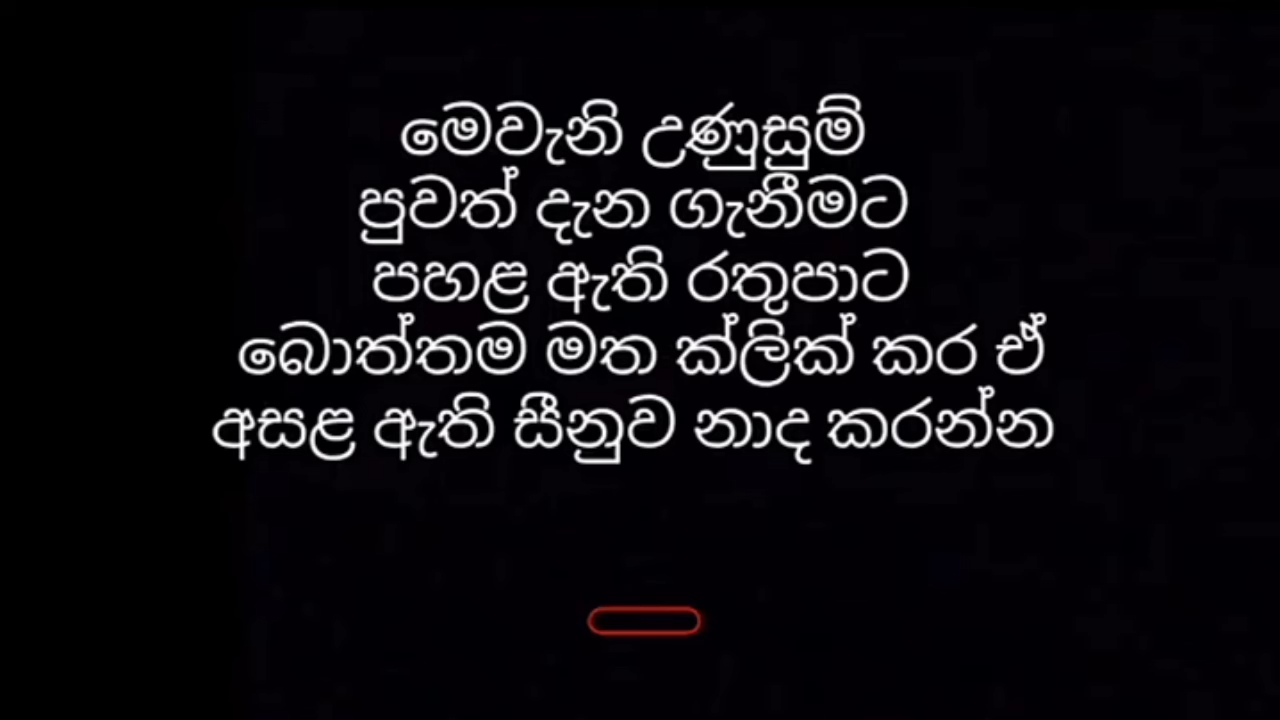 මෙවැනි උණුසුම්
පුවත් දැන ගැනීමට
පහළ ඇති රතුපාට
බොත්තම මත ක්ලික් කර ඒ
අසළ ඇති සීනුව නාද කරන්න